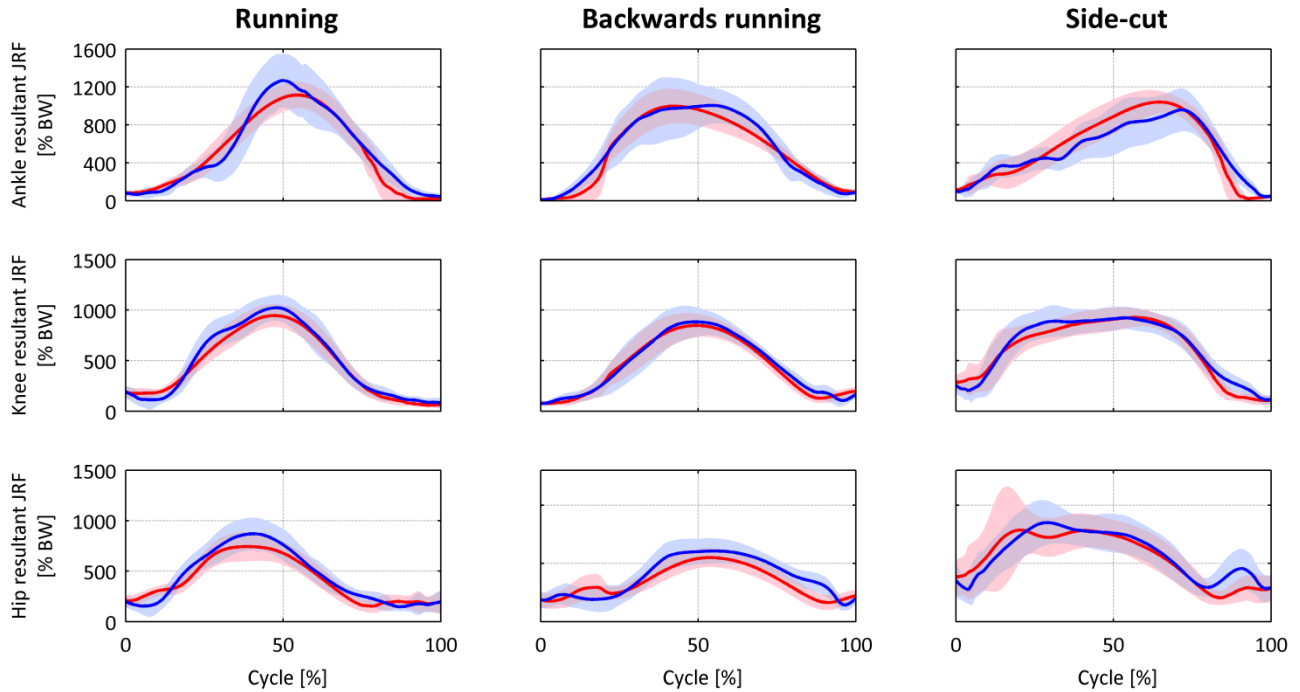 Running Backwards running Side-cut
Ankle resultant JRF
[% BW]
1600
1200
800
400
0
Knee resultant JRF
[% BW]
1500
1000
500
0
Hip resultant JRF
[% BW]
1500
1000
500
0
0 50 100 0 50 100 0 50 100
Cycle [%] Cycle [%] Cycle [%]